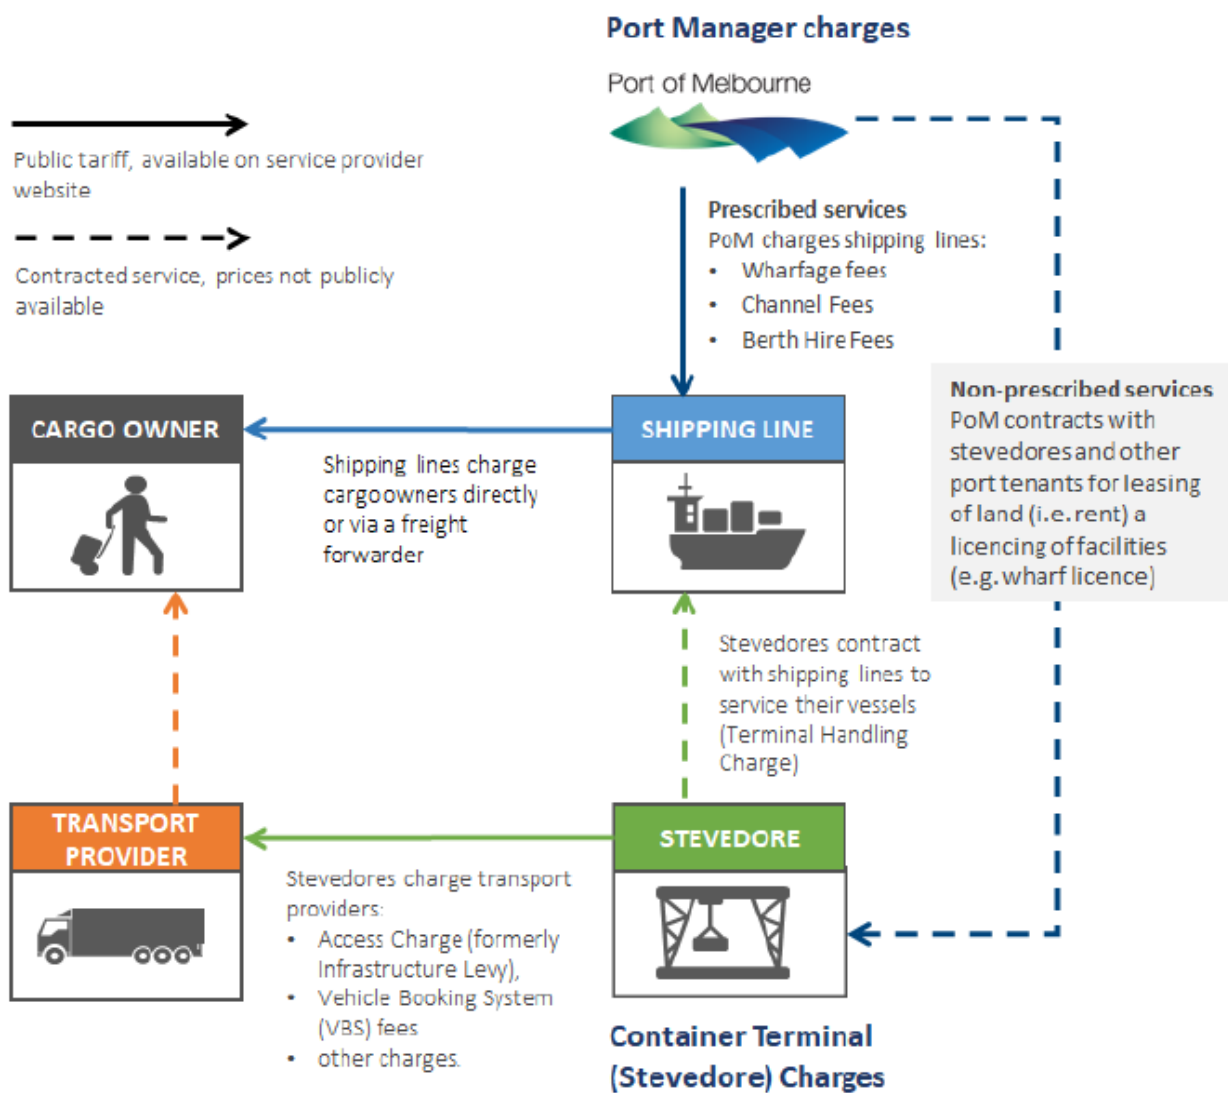 Port Manager charges
Port of Melbourne
Public tariff, available on service provider
website
Contracted service, prices not publicly
available
Prescribed services
PoM charges shipping lines:
• Wharfage fees
• Channel Fees
• Berth Hire Fees
Non-prescribed services
PoM contracts with
stevedores and other
port tenants for leasing
of land (i.e. rent) a
licencing of facilities
(e.g. wharf licence)
CARGO OWNER
SHIPPING LINE
Shipping lines charge
cargo owners directly
or via a freight
forwarder
Stevedores contract
with shipping lines to
service their vessels
(Terminal Handling
Charge)
TRANSPORT
PROVIDER
STEVEDORE
Stevedores charge transport
providers:
• Access Charge (formerly
Infrastructure Levy),
• Vehicle Booking System
(VBS) fees
• other charges.
Container Terminal
(Stevedore) Charges